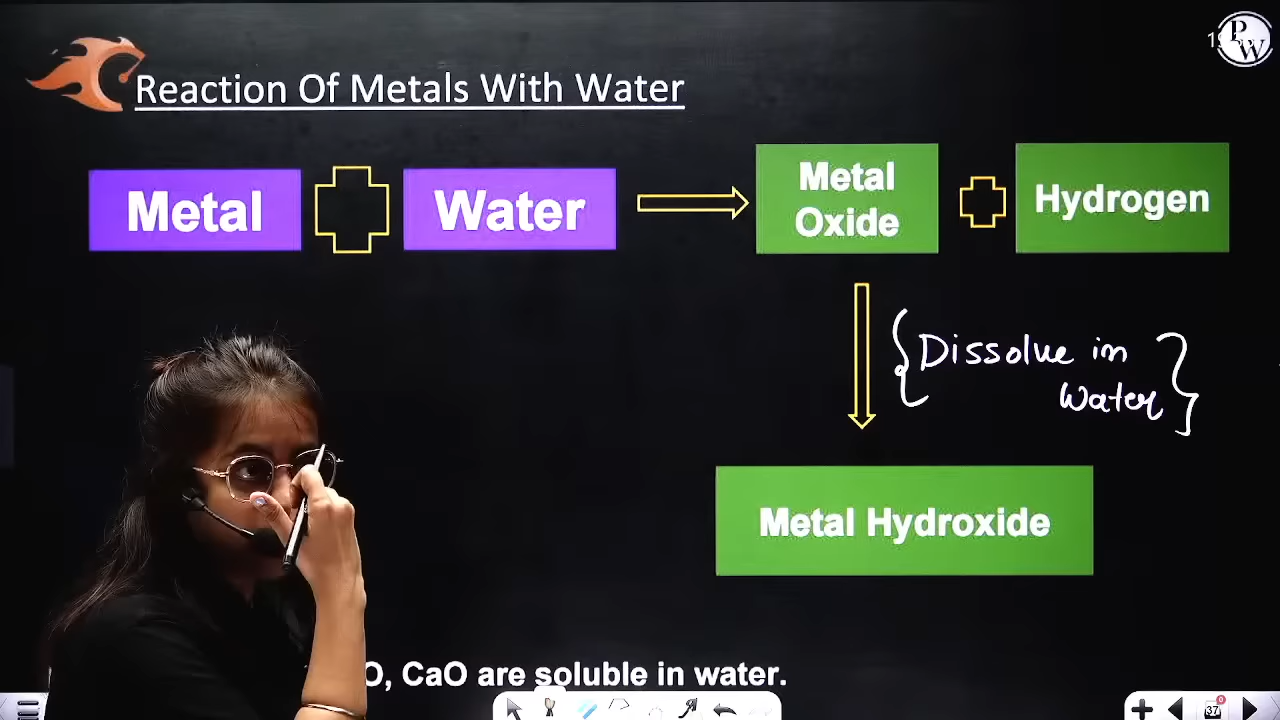 Reaction Of Metals With Water
P
W
Metal
Water
Metal
Oxide
Hydrogen
{Dissolve in
Water}
Metal Hydroxide
O, CaO are soluble in water.
37